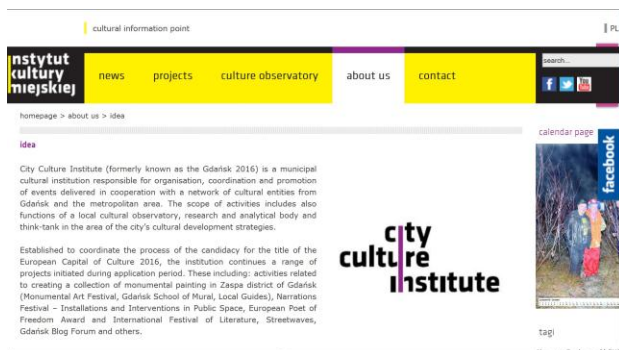 cultural information point
PL
nstytut
kultury
miejskiej
news projects culture observatory about us contact
search...
homepage > about us > idea
calendar page
idea
facebook
City Culture Institute (formerly known as the Gdańsk 2016) is a municipal
cultural institution responsible for organisation, coordination and promotion
of events delivered in cooperation with a network of cultural entities from
Gdańsk and the metropolitan area. The scope of activities includes also
functions of a local cultural observatory, research and analytical body and
think-tank in the area of the city's cultural development strategies.
Established to coordinate the process of the candidacy for the title of the
European Capital of Culture 2016, the institution continues a range of
projects initiated during application period. These including: activities related
to creating a collection of monumental painting in Zaspa district of Gdańsk
(Monumental Art Festival, Gdańsk School of Mural, Local Guides), Narrations
Festival – Installations and Interventions in Public Space, European Poet of
Freedom Award and International Festival of Literature, Streetwaves,
Gdańsk Blog Forum and others.
city
culture
institute
tagi